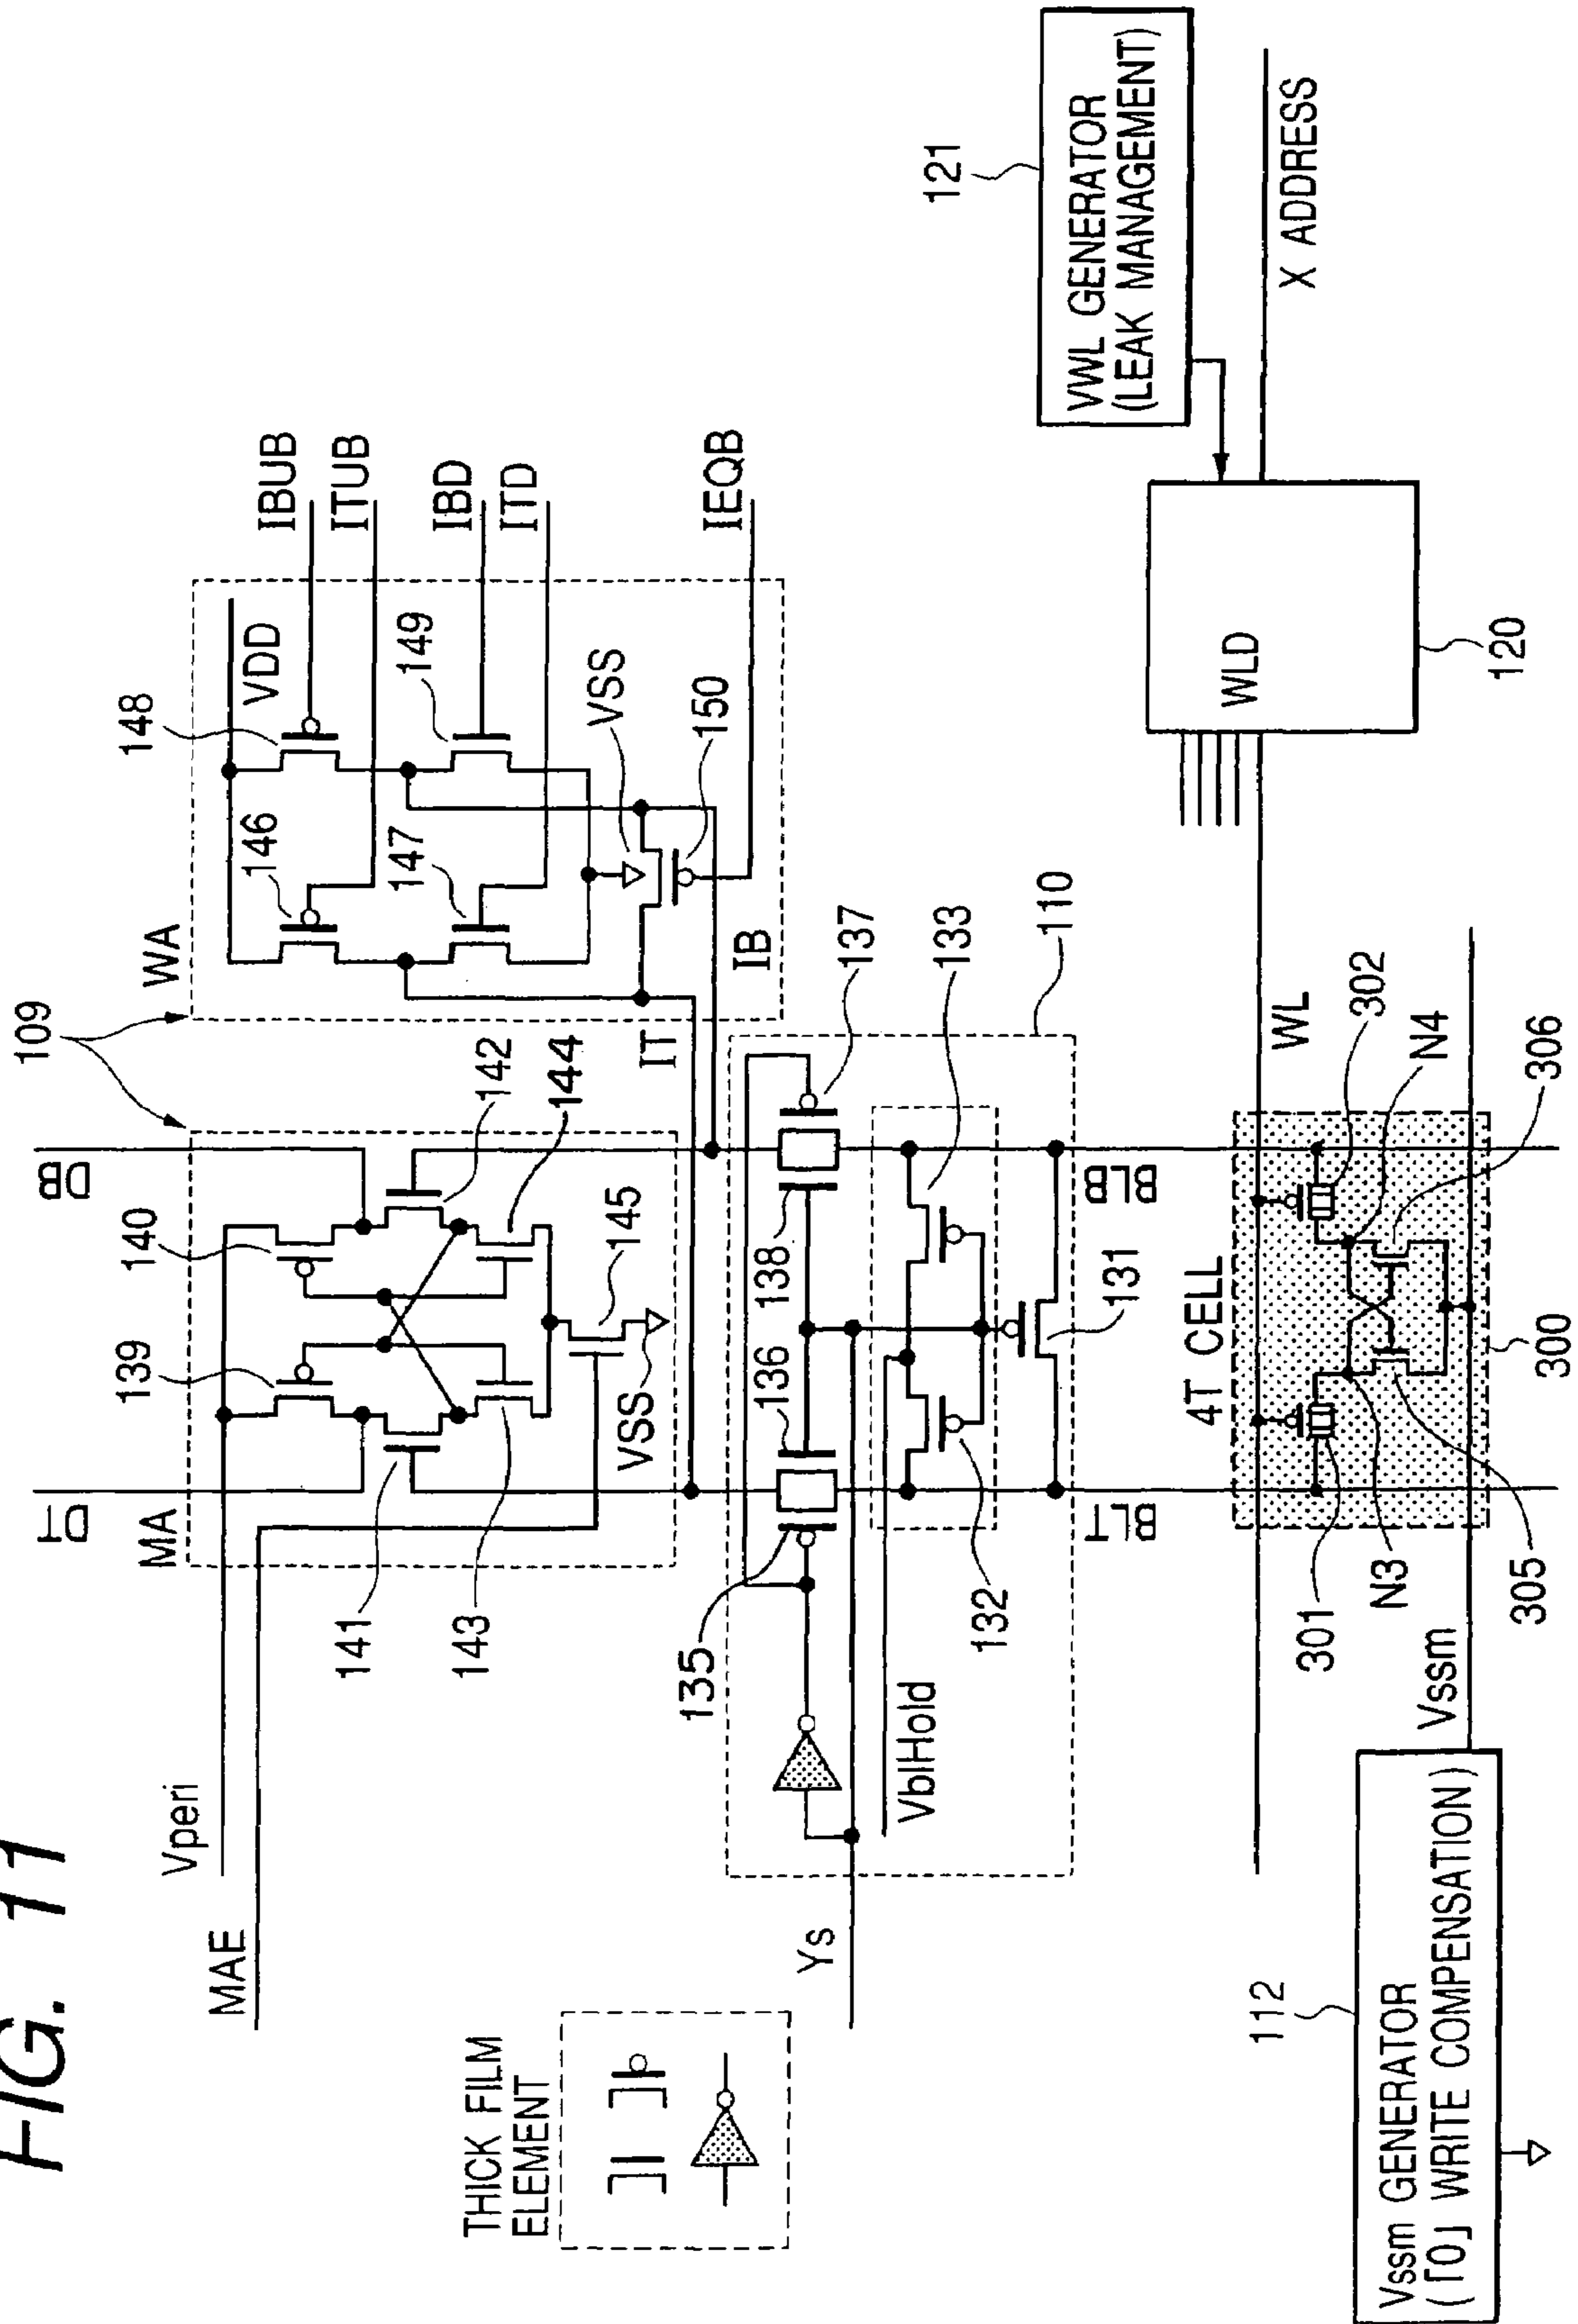 FIG. 11
109
DT
DB
MA
139
140
Vperi
MAE
141
142
143
144
145
VSS
WA
146
148
VDD
147
149
VSS
150
IT
IB
IBUB
ITUB
IBD
ITD
IEQB
THICK FILM
ELEMENT
135
136
138
137
133
110
Ys
VblHold
132
131
BLT
BLB
121
VWL GENERATOR
(LEAK MANAGEMENT)
WLD
120
X ADDRESS
WL
4T CELL
301
302
N3
N4
305
306
300
Vssm
112
Vssm GENERATOR
(「0」 WRITE COMPENSATION)